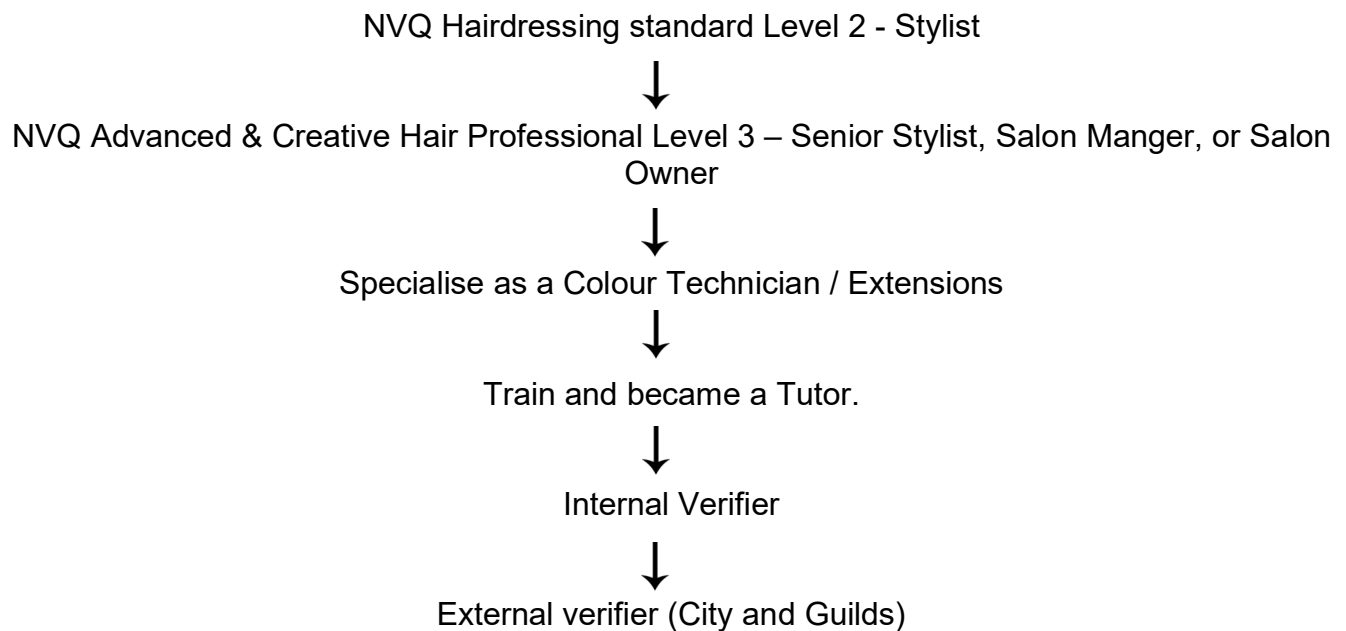 NVQ Hairdressing standard Level 2 - Stylist
NVQ Advanced & Creative Hair Professional Level 3 – Senior Stylist, Salon Manger, or Salon
Owner
Specialise as a Colour Technician / Extensions
Train and became a Tutor.
Internal Verifier
External verifier (City and Guilds)